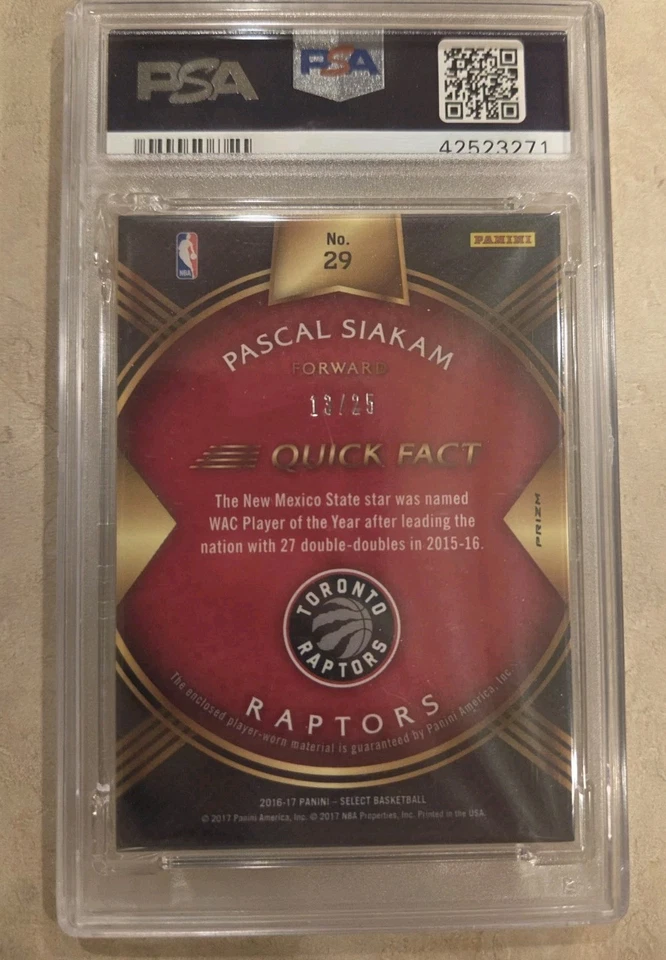 PSA
PSA
42523271
NBA
No.
29
PANINI
PASCAL SIAKAM
FORWARD
13/25
QUICK FACT
The New Mexico State star was named
WAC Player of the Year after leading the
nation with 27 double-doubles in 2015-16.
PRIZM
TORONTO
RAPTORS
RAPTORS
The enclosed player-worn material is guaranteed by Panini America, Inc.
2016-17 PANINI – SELECT BASKETBALL
© 2017 Panini America, Inc. © 2017 NBA Properties, Inc. Printed in the USA.